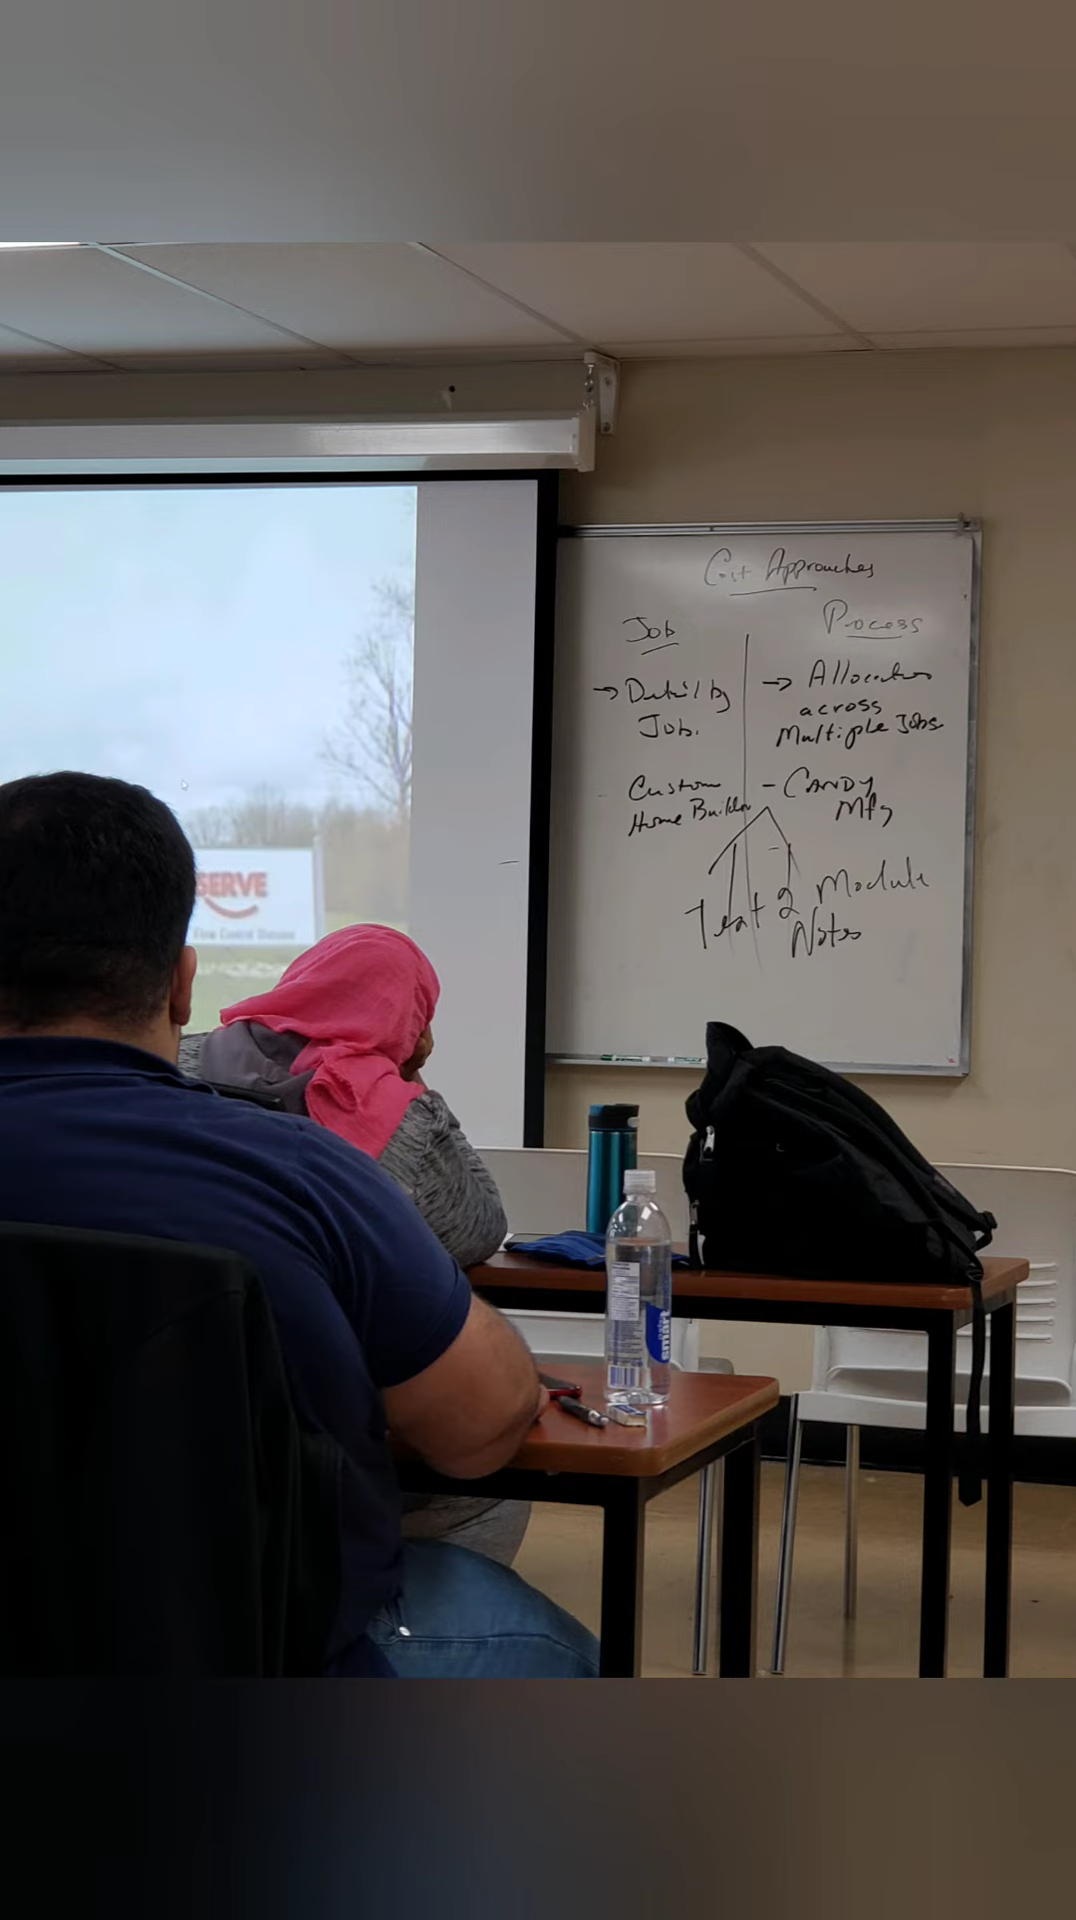 Cost Approaches
Job
→ Detail by
Job.
Custom
Home Builder
Process
→ Allocation
across
Multiple Jobs
- CANDY
Mfg
Test 2 Module
Notes
SERVE
smart